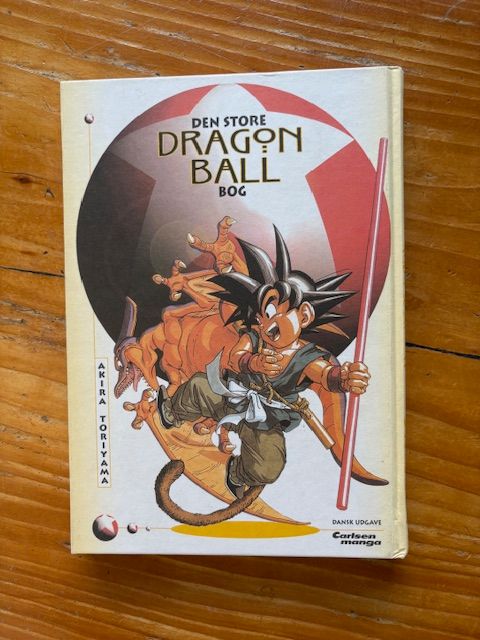 DEN STORE
DRAGON
BALL
BOG
AKIRA TORIYAMA
DANSK UDGAVE
Carlsen
manga